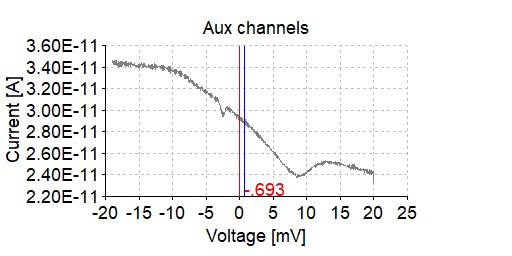 Aux channels
Current [A]
3.60E-11
3.40E-11
3.20E-11
3.00E-11
2.80E-11
2.60E-11
2.40E-11
2.20E-11
-.693
-20 -15 -10 -5 0 5 10 15 20 25
Voltage [mV]